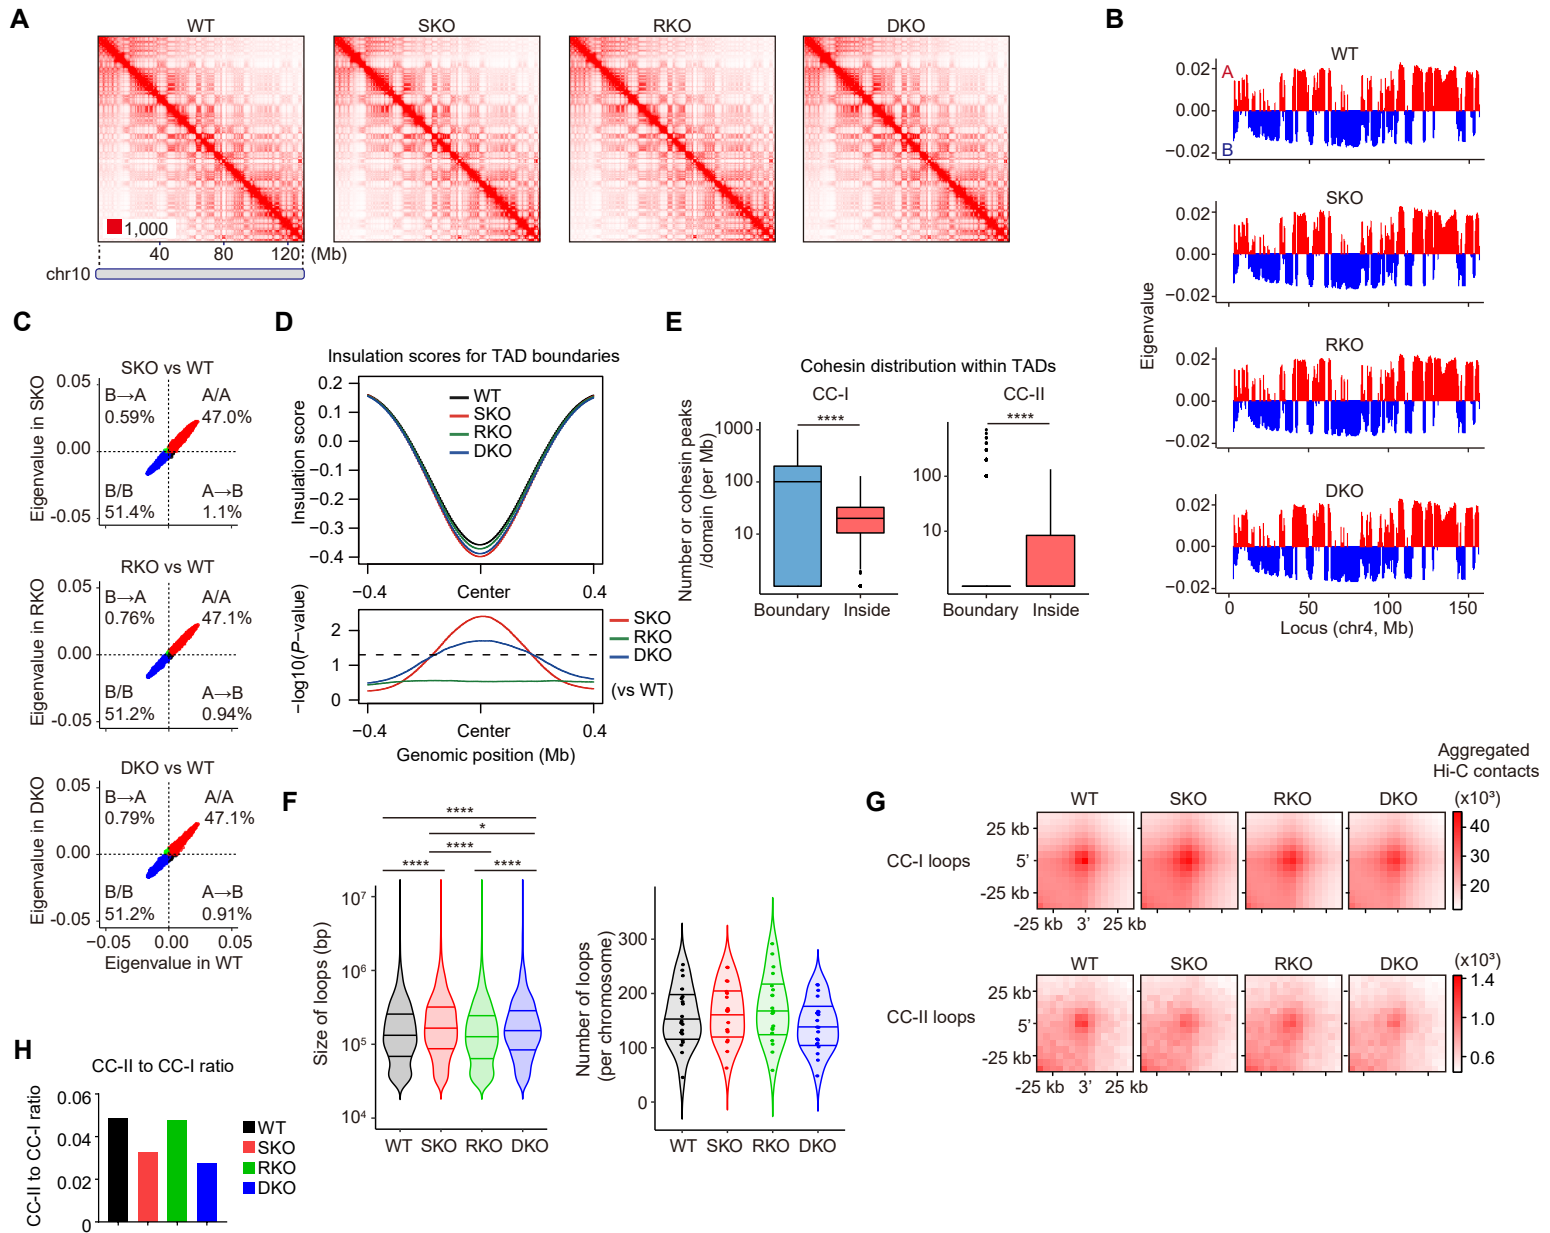 A
WT
SKO
RKO
DKO
1,000
40
80
120
(Mb)
chr10
B
WT
A
B
0.02
0.00
−0.02
SKO
0.02
0.00
−0.02
RKO
0.02
0.00
−0.02
DKO
0.02
0.00
−0.02
0
50
100
150
Eigenvalue
Locus (chr4, Mb)
C
SKO vs WT
0.05
0.00
-0.05
B→A
0.59%
A/A
47.0%
B/B
51.4%
A→B
1.1%
Eigenvalue in SKO
RKO vs WT
0.05
0.00
-0.05
B→A
0.76%
A/A
47.1%
B/B
51.2%
A→B
0.94%
Eigenvalue in RKO
DKO vs WT
0.05
0.00
-0.05
B→A
0.79%
A/A
47.1%
B/B
51.2%
A→B
0.91%
Eigenvalue in DKO
−0.05
0.00
0.05
Eigenvalue in WT
D
Insulation scores for TAD boundaries
0.2
0.1
0.0
−0.1
−0.2
−0.3
−0.4
Insulation score
WT
SKO
RKO
DKO
−0.4
Center
0.4
2
1
0
−log10(P−value)
SKO
RKO
DKO
(vs WT)
−0.4
Center
0.4
Genomic position (Mb)
E
Cohesin distribution within TADs
CC-I
CC-II
****
****
1000
100
10
100
10
Number or cohesin peaks
/domain (per Mb)
Boundary
Inside
Boundary
Inside
F
****
*
****
****
****
10⁷
10⁶
10⁵
10⁴
Size of loops (bp)
WT
SKO
RKO
DKO
300
200
100
0
Number of loops
(per chromosome)
WT
SKO
RKO
DKO
G
Aggregated
Hi-C contacts
WT
SKO
RKO
DKO
(x10³)
25 kb
5’
-25 kb
CC-I loops
40
30
20
-25 kb
3’
25 kb
WT
SKO
RKO
DKO
(x10³)
25 kb
5’
-25 kb
CC-II loops
1.4
1.0
0.6
-25 kb
3’
25 kb
H
CC-II to CC-I ratio
0.06
0.04
0.02
0
CC-II to CC-I ratio
WT
SKO
RKO
DKO